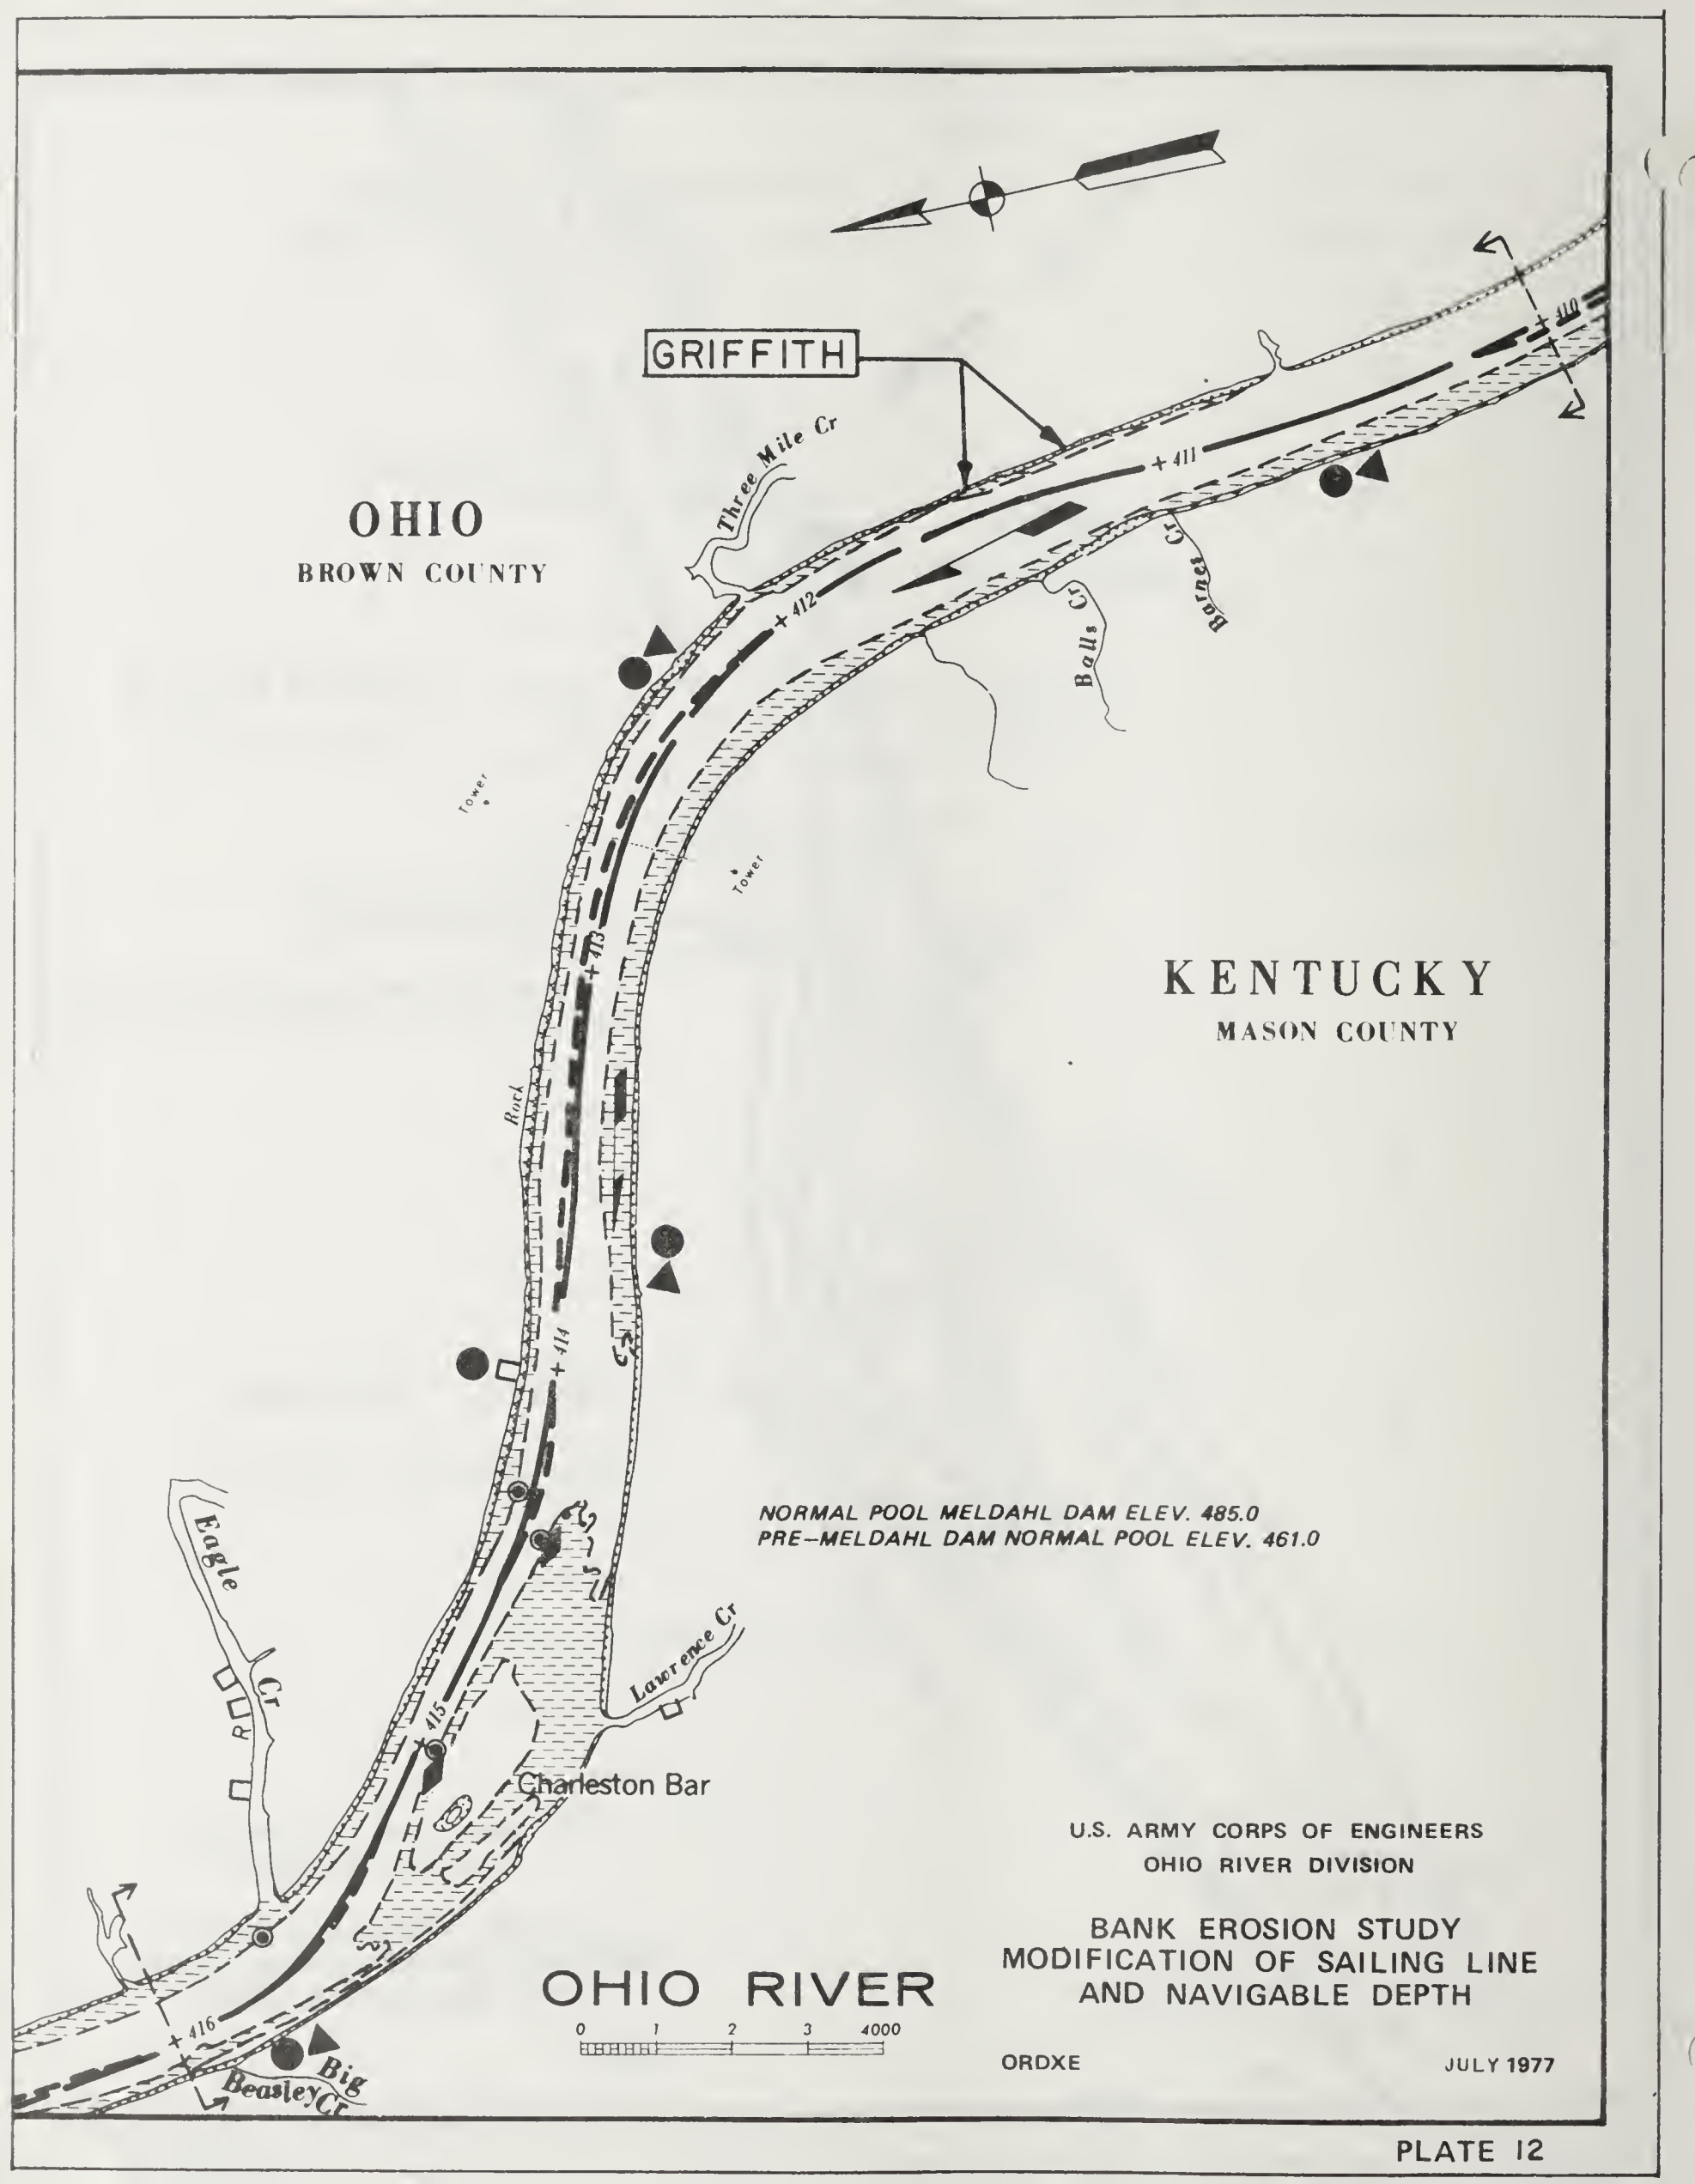 + 410
GRIFFITH
+ 411
Three Mile Cr
OHIO
BROWN COUNTY
+ 412
Barnes Cr
Balls Cr
Tower
Tower
+ 413
KENTUCKY
MASON COUNTY
Rock
+ 414
NORMAL POOL MELDAHL DAM ELEV. 485.0
PRE-MELDAHL DAM NORMAL POOL ELEV. 461.0
Eagle Cr
R
Lawrence Cr
+ 415
Charleston Bar
U.S. ARMY CORPS OF ENGINEERS
OHIO RIVER DIVISION
BANK EROSION STUDY
MODIFICATION OF SAILING LINE
AND NAVIGABLE DEPTH
OHIO RIVER
0 1 2 3 4000
+ 416
Big
Beasley Cr
ORDXE
JULY 1977
PLATE 12